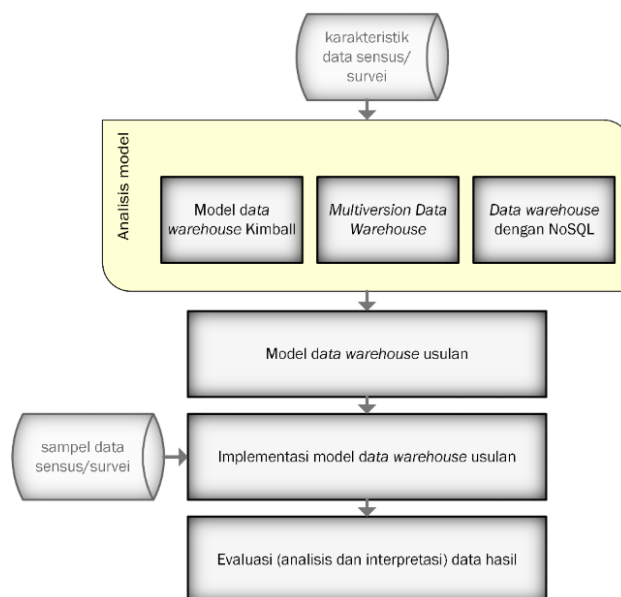 karakteristik
data sensus/
survei
Analisis model
Model data
warehouse Kimball
Multiversion Data
Warehouse
Data warehouse
dengan NoSQL
Model data warehouse usulan
sampel data
sensus/survei
Implementasi model data warehouse usulan
Evaluasi (analisis dan interpretasi) data hasil